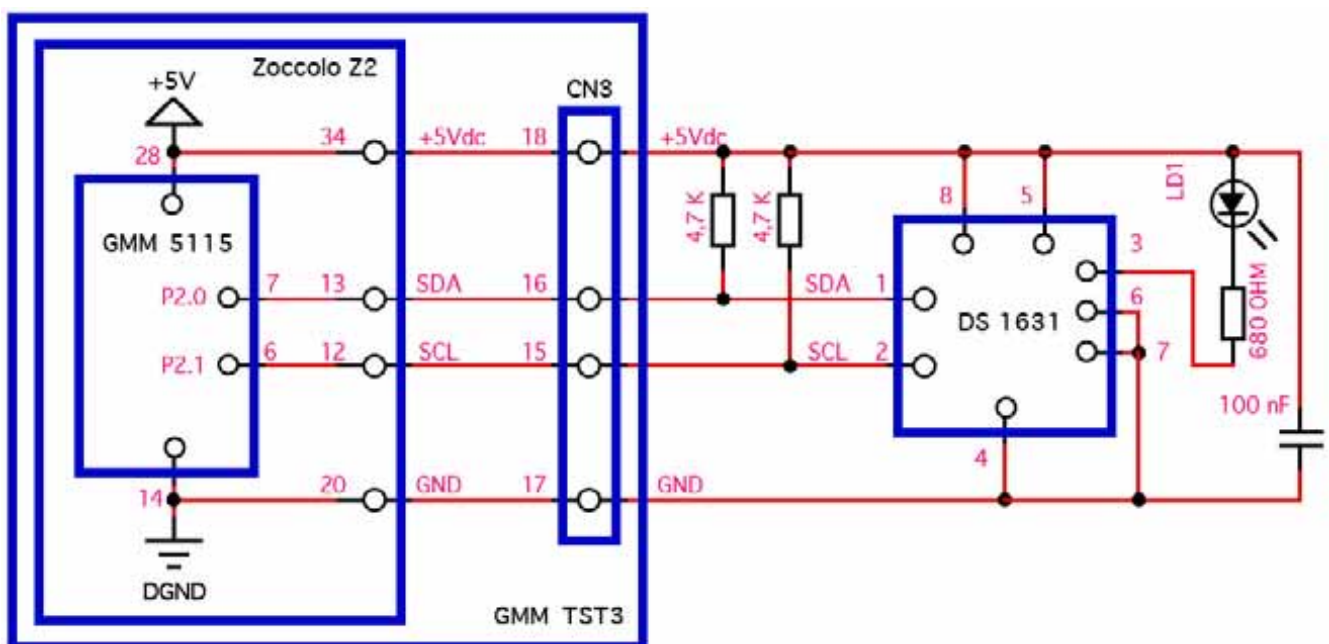 Zoccolo Z2
+5V
CN3
34
+5Vdc
18
+5Vdc
28
LD1
4,7 K
4,7 K
8
5
GMM 5115
3
P2.0
7
13
SDA
16
SDA
1
6
DS 1631
680 OHM
P2.1
6
12
SCL
15
SCL
2
7
100 nF
4
14
20
GND
17
GND
DGND
GMM TST3